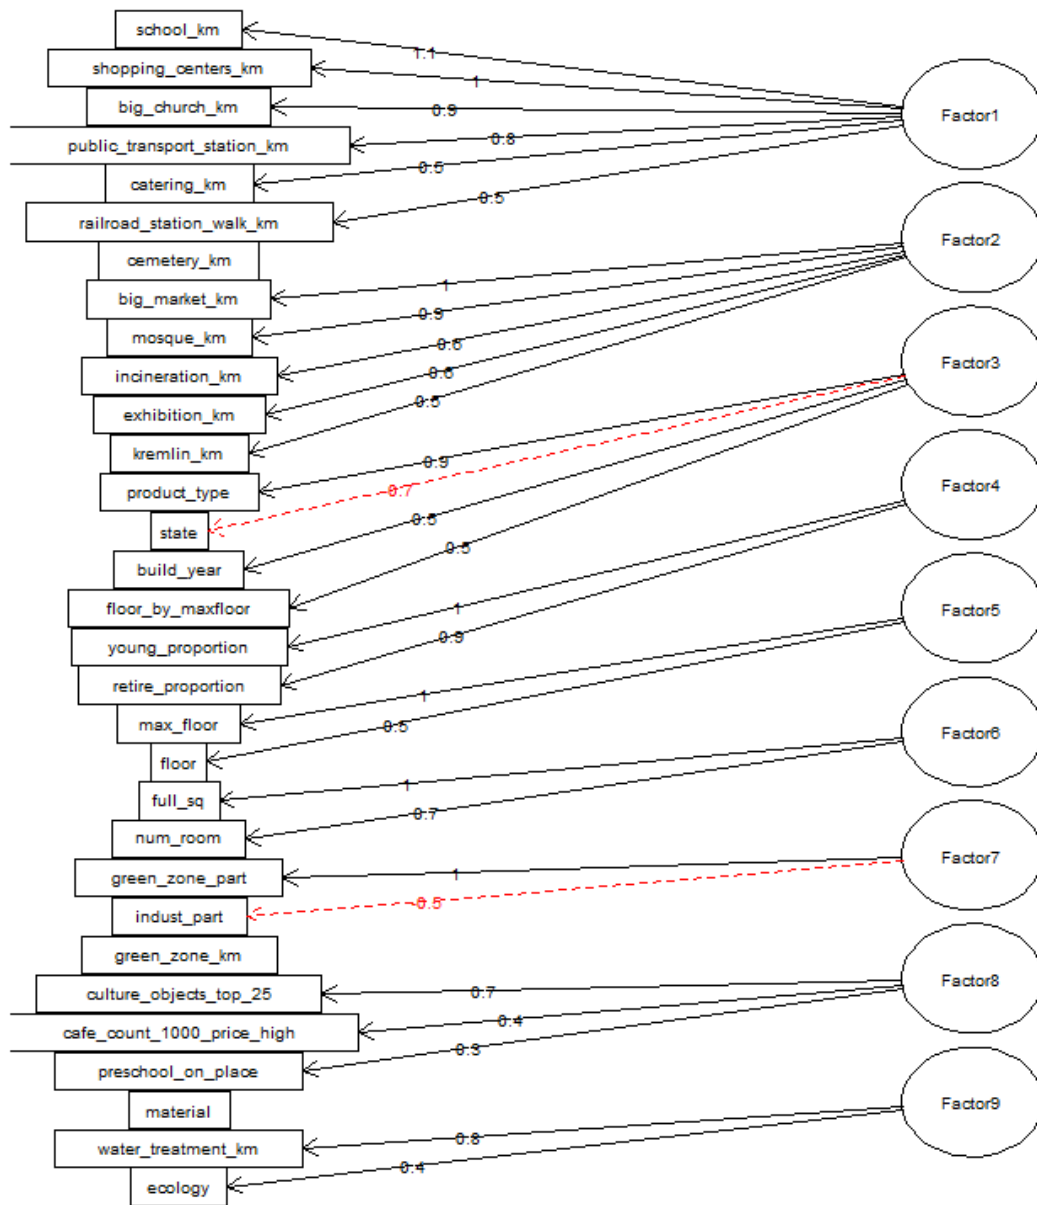 school_km
1.1
shopping_centers_km
1
big_church_km
0.9
Factor1
public_transport_station_km
0.8
catering_km
0.5
railroad_station_walk_km
0.5
Factor2
cemetery_km
big_market_km
1
mosque_km
0.9
incineration_km
0.6
Factor3
exhibition_km
0.6
kremlin_km
0.5
product_type
0.9
Factor4
state
-0.7
build_year
0.5
floor_by_maxfloor
0.5
Factor5
young_proportion
1
retire_proportion
0.9
max_floor
1
floor
0.5
Factor6
full_sq
1
num_room
0.7
green_zone_part
1
Factor7
indust_part
-0.5
green_zone_km
culture_objects_top_25
0.7
Factor8
cafe_count_1000_price_high
0.4
preschool_on_place
0.3
material
Factor9
water_treatment_km
0.8
ecology
0.4